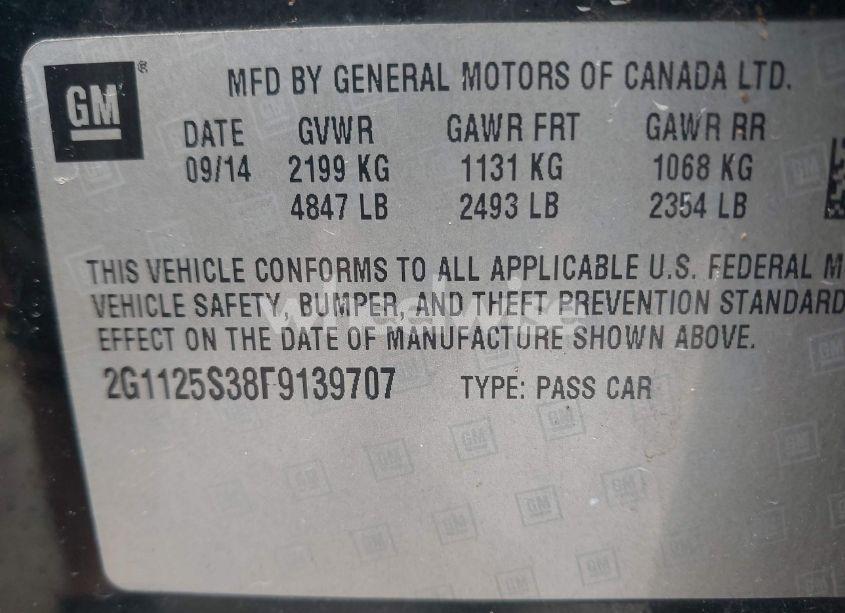 GM ®
MFD BY GENERAL MOTORS OF CANADA LTD.
DATE GVWR GAWR FRT GAWR RR
09/14 2199 KG 1131 KG 1068 KG
4847 LB 2493 LB 2354 LB
THIS VEHICLE CONFORMS TO ALL APPLICABLE U.S. FEDERAL M
VEHICLE SAFETY, BUMPER, AND THEFT PREVENTION STANDARD
EFFECT ON THE DATE OF MANUFACTURE SHOWN ABOVE.
2G1125S38F9139707 TYPE: PASS CAR